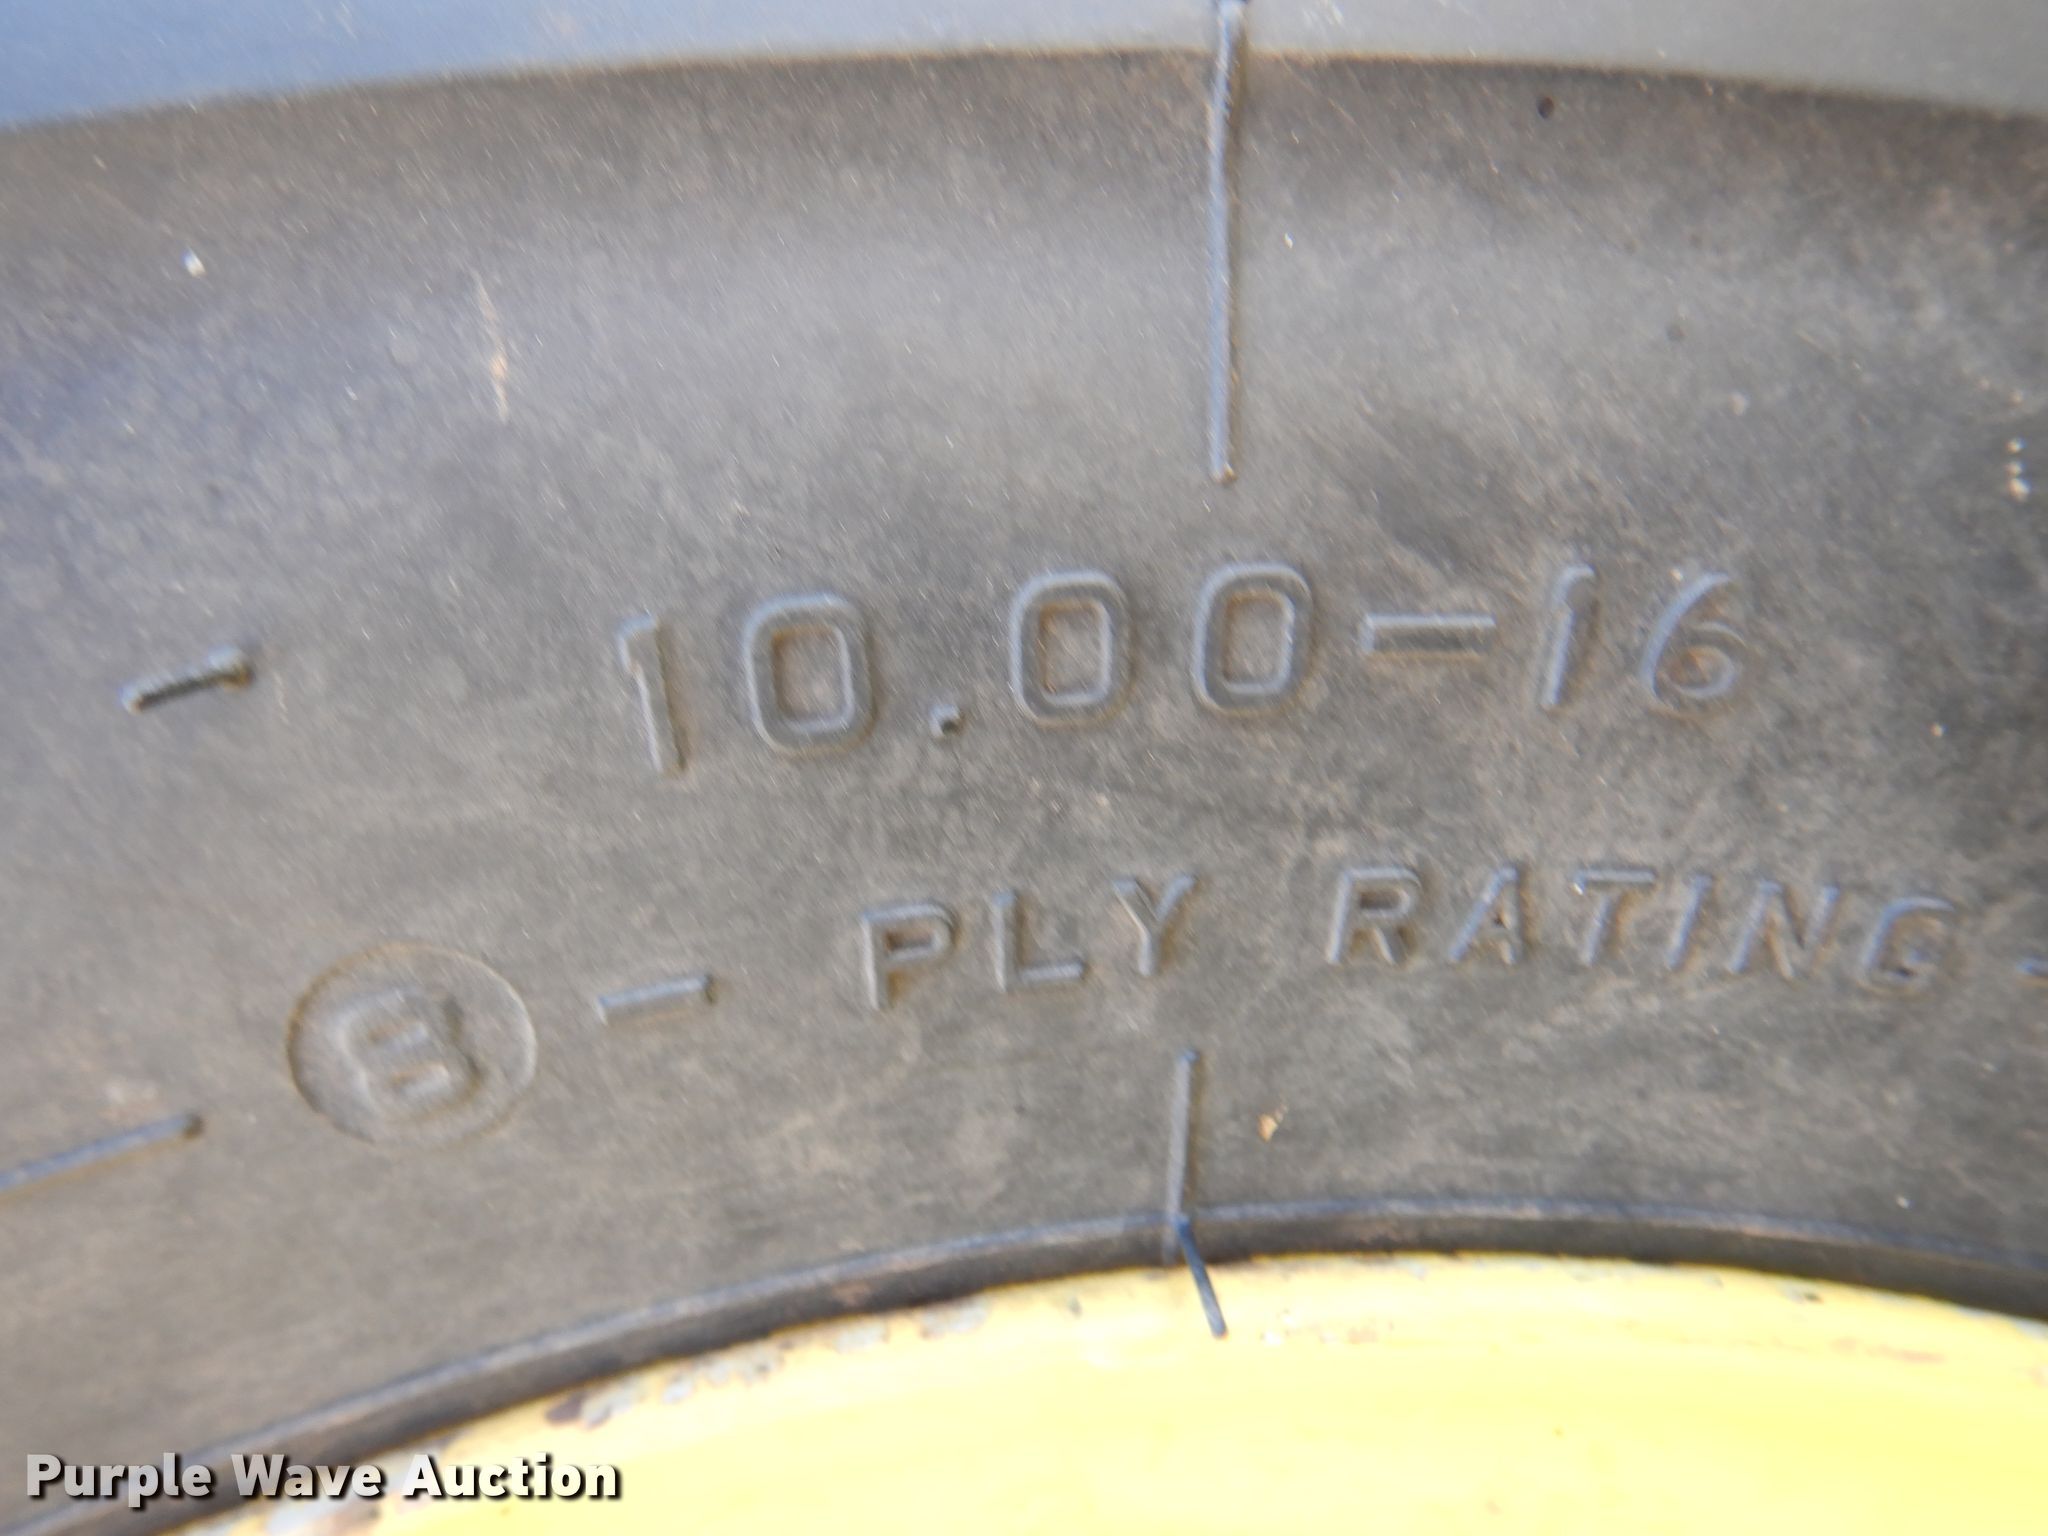 10.00-16
8 - PLY RATING -
Purple Wave Auction